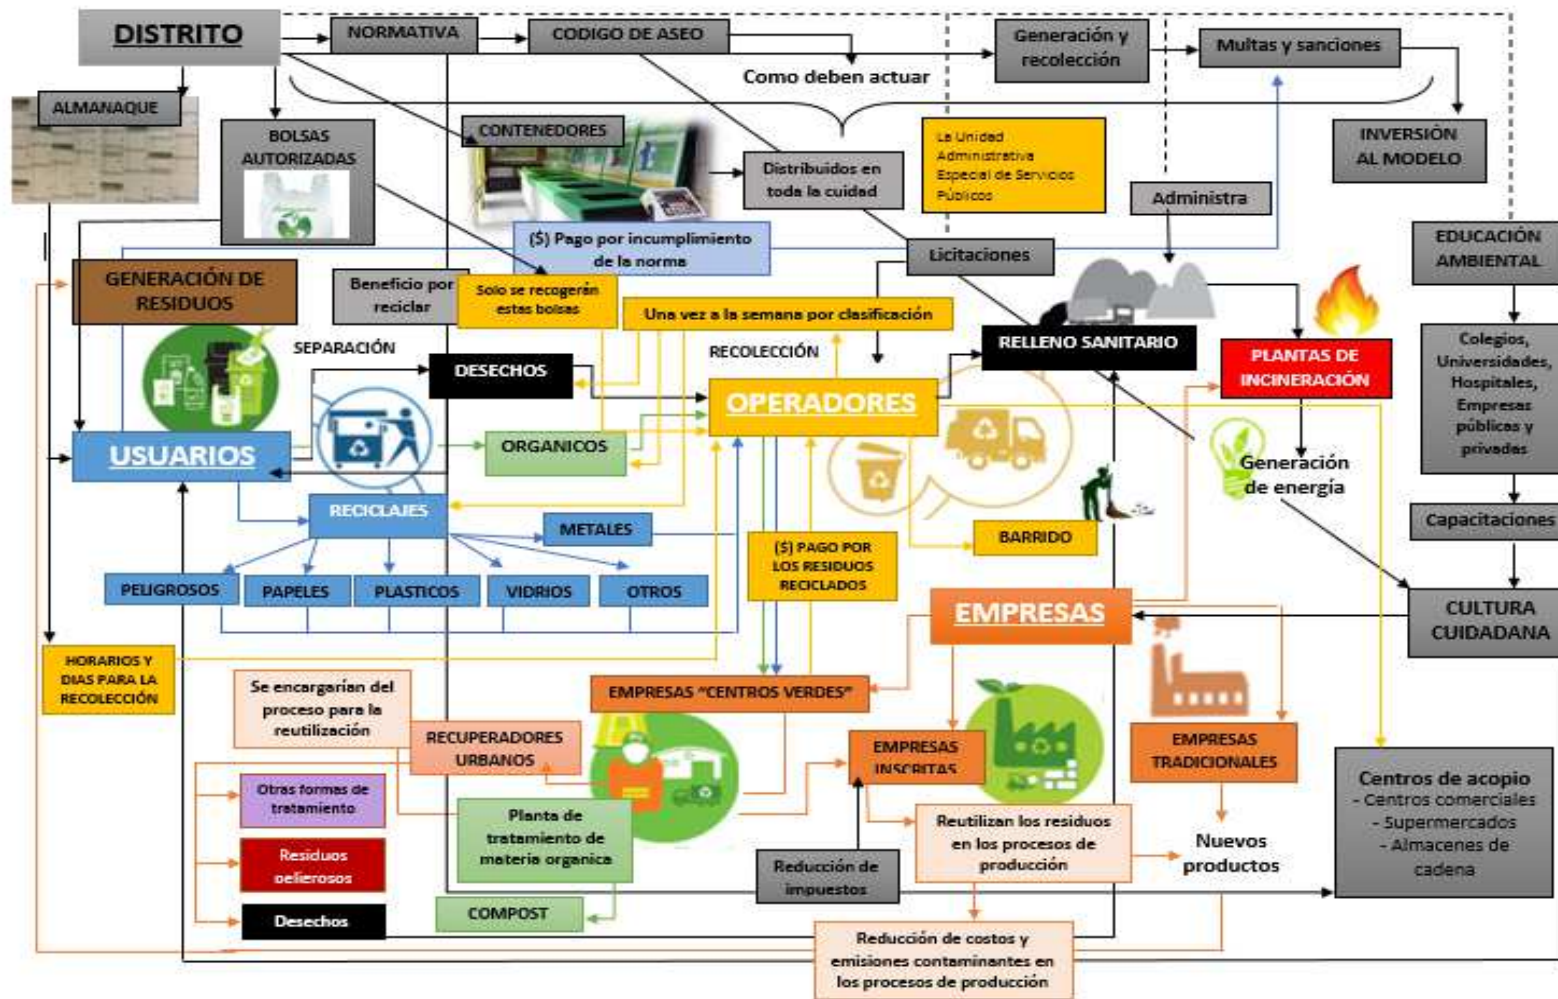 DISTRITO
NORMATIVA
CODIGO DE ASEO
Generación y
recolección
Multas y sanciones
Como deben actuar
ALMANAQUE
BOLSAS
AUTORIZADAS
CONTENEDORES
Distribuidos en
toda la cuidad
La Unidad
Administrativa
Especial de Servicios
Públicos
INVERSIÓN
AL MODELO
Administra
($) Pago por incumplimiento
de la norma
Licitaciones
EDUCACIÓN
AMBIENTAL
GENERACIÓN DE
RESIDUOS
Beneficio por
reciclar
Solo se recogerán
estas bolsas
Una vez a la semana por clasificación
SEPARACIÓN
DESECHOS
RECOLECCIÓN
RELLENO SANITARIO
PLANTAS DE
INCINERACIÓN
Colegios,
Universidades,
Hospitales,
Empresas
públicas y
privadas
OPERADORES
USUARIOS
ORGANICOS
Generación
de energía
RECICLAJES
METALES
($) PAGO POR
LOS RESIDUOS
RECICLADOS
BARRIDO
Capacitaciones
PELIGROSOS
PAPELES
PLASTICOS
VIDRIOS
OTROS
EMPRESAS
CULTURA
CUIDADANA
HORARIOS Y
DIAS PARA LA
RECOLECCIÓN
Se encargarían del
proceso para la
reutilización
EMPRESAS “CENTROS VERDES”
RECUPERADORES
URBANOS
EMPRESAS
INSCRITAS
EMPRESAS
TRADICIONALES
Otras formas de
tratamiento
Planta de
tratamiento de
materia organica
Centros de acopio
- Centros comerciales
- Supermercados
- Almacenes de
cadena
Reutilizan los residuos
en los procesos de
producción
Nuevos
productos
Residuos
peligrosos
Reducción de
impuestos
Desechos
COMPOST
Reducción de costos y
emisiones contaminantes en
los procesos de producción